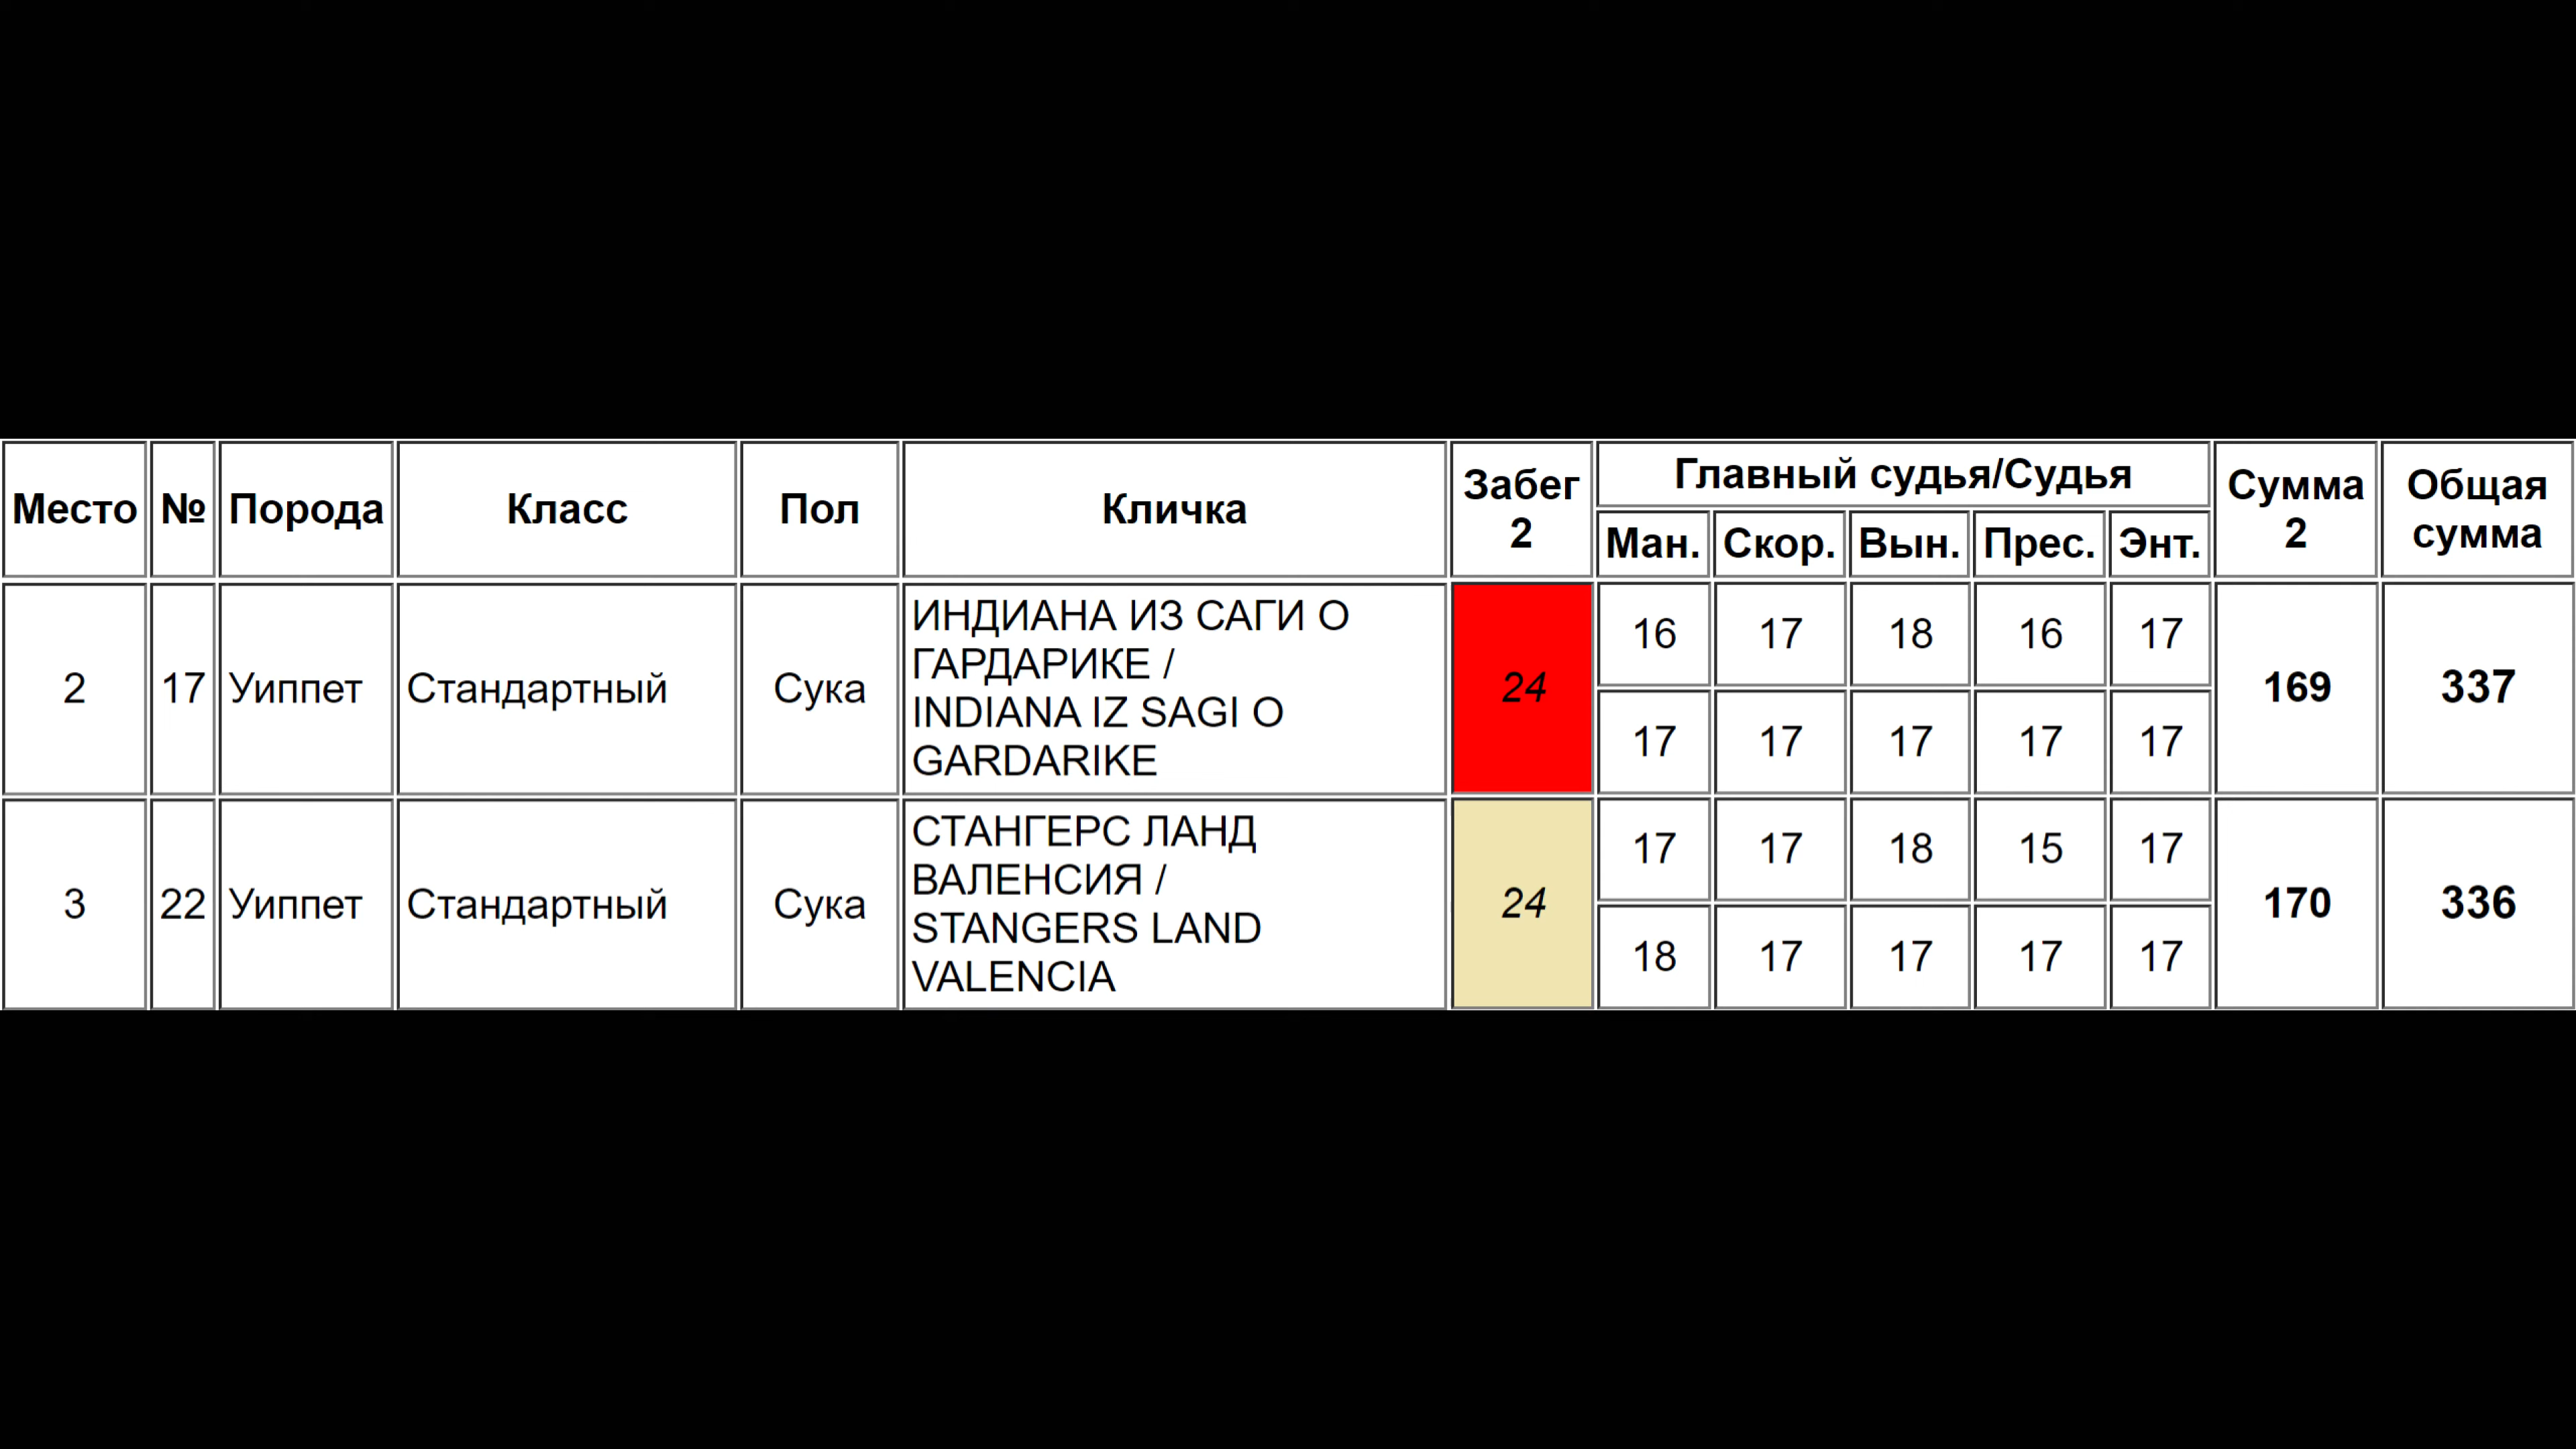 Место № Порода Класс Пол Кличка Забег 2 Главный судья/Судья Сумма 2 Общая сумма
Ман. Скор. Вын. Прес. Энт.
2 17 Уиппет Стандартный Сука ИНДИАНА ИЗ САГИ О
ГАРДАРИКЕ /
INDIANA IZ SAGI O
GARDARIKE
24 16 17 18 16 17 169 337
17 17 17 17 17
3 22 Уиппет Стандартный Сука СТАНГЕРС ЛАНД
ВАЛЕНСИЯ /
STANGERS LAND
VALENCIA
24 17 17 18 15 17 170 336
18 17 17 17 17